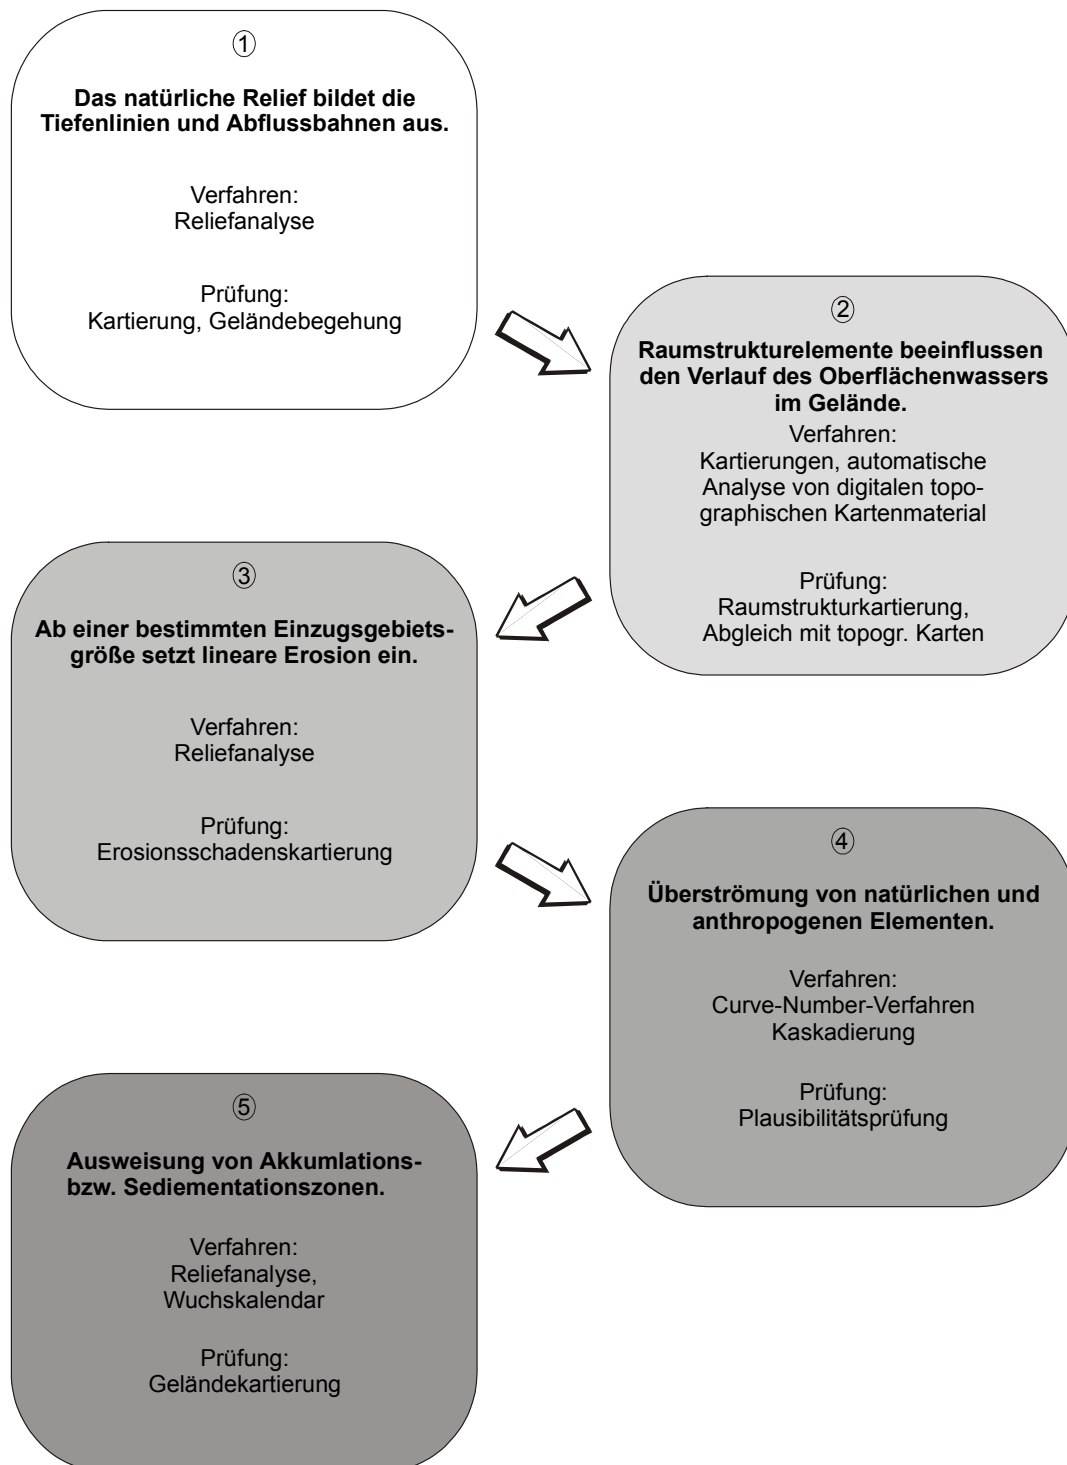 ①
Das natürliche Relief bildet die
Tiefenlinien und Abflussbahnen aus.
Verfahren:
Reliefanalyse
Prüfung:
Kartierung, Geländebegehung
②
Raumstrukturelemente beeinflussen
den Verlauf des Oberflächenwassers
im Gelände.
Verfahren:
Kartierungen, automatische
Analyse von digitalen topo-
graphischen Kartenmaterial
Prüfung:
Raumstrukturkartierung,
Abgleich mit topogr. Karten
③
Ab einer bestimmten Einzugsgebiets-
größe setzt lineare Erosion ein.
Verfahren:
Reliefanalyse
Prüfung:
Erosionsschadenskartierung
④
Überströmung von natürlichen und
anthropogenen Elementen.
Verfahren:
Curve-Number-Verfahren
Kaskadierung
Prüfung:
Plausibilitätsprüfung
⑤
Ausweisung von Akkumlations-
bzw. Sediementationszonen.
Verfahren:
Reliefanalyse,
Wuchskalendar
Prüfung:
Geländekartierung